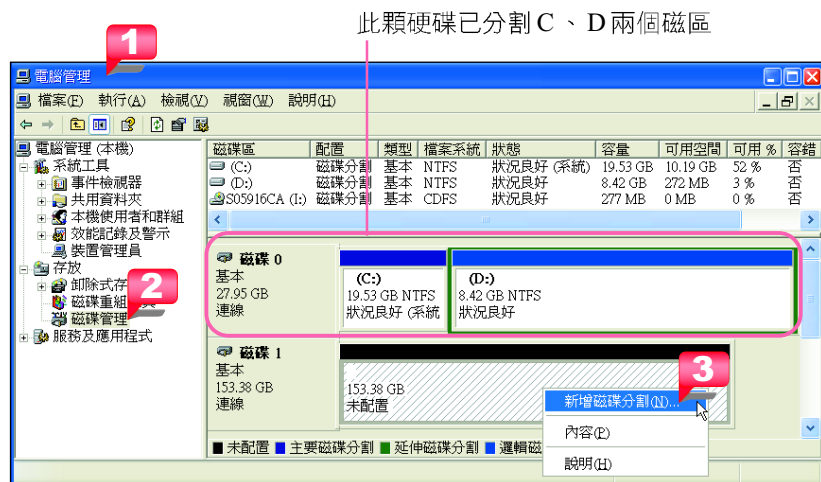 此顆硬碟已分割 C 、 D 兩個磁區
1
電腦管理
檔案(F) 執行(A) 檢視(V) 視窗(W) 說明(H)
電腦管理 (本機)
系統工具
事件檢視器
共用資料夾
本機使用者和群組
效能記錄及警示
裝置管理員
存放
卸除式存
磁碟重組
磁碟管理
服務及應用程式
2
磁碟區 配置 類型 檔案系統 狀態 容量 可用空間 可用 % 容錯
(C:) 磁碟分割 基本 NTFS 狀況良好 (系統) 19.53 GB 10.19 GB 52 % 否
(D:) 磁碟分割 基本 NTFS 狀況良好 8.42 GB 272 MB 3 % 否
S05916CA (I:) 磁碟分割 基本 CDFS 狀況良好 277 MB 0 MB 0 % 否
磁碟 0
基本
27.95 GB
連線
(C:)
19.53 GB NTFS
狀況良好 (系統
(D:)
8.42 GB NTFS
狀況良好
磁碟 1
基本
153.38 GB
連線
153.38 GB
未配置
3
新增磁碟分割(N)...
內容(P)
說明(H)
未配置 主要磁碟分割 延伸磁碟分割 邏輯磁